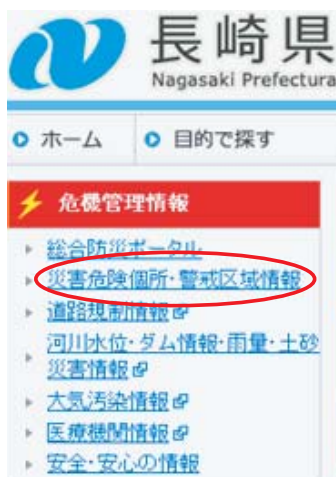 長崎県
Nagasaki Prefectura
ホーム
目的で探す
危機管理情報
総合防災ポータル
災害危険個所・警戒区域情報
道路規制情報
河川水位・ダム情報・雨量・土砂
災害情報
大気汚染情報
医療機関情報
安全・安心の情報